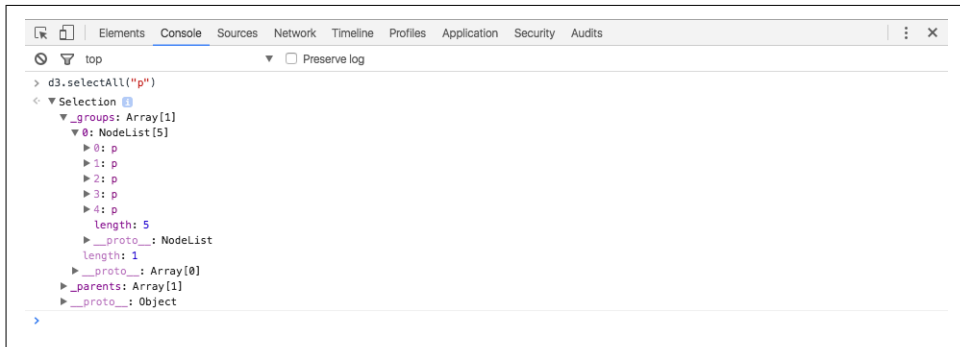 Elements Console Sources Network Timeline Profiles Application Security Audits
top Preserve log
> d3.selectAll("p")
Selection i
_groups: Array[1]
0: NodeList[5]
0: p
1: p
2: p
3: p
4: p
length: 5
__proto__: NodeList
length: 1
__proto__: Array[0]
_parents: Array[1]
__proto__: Object
>